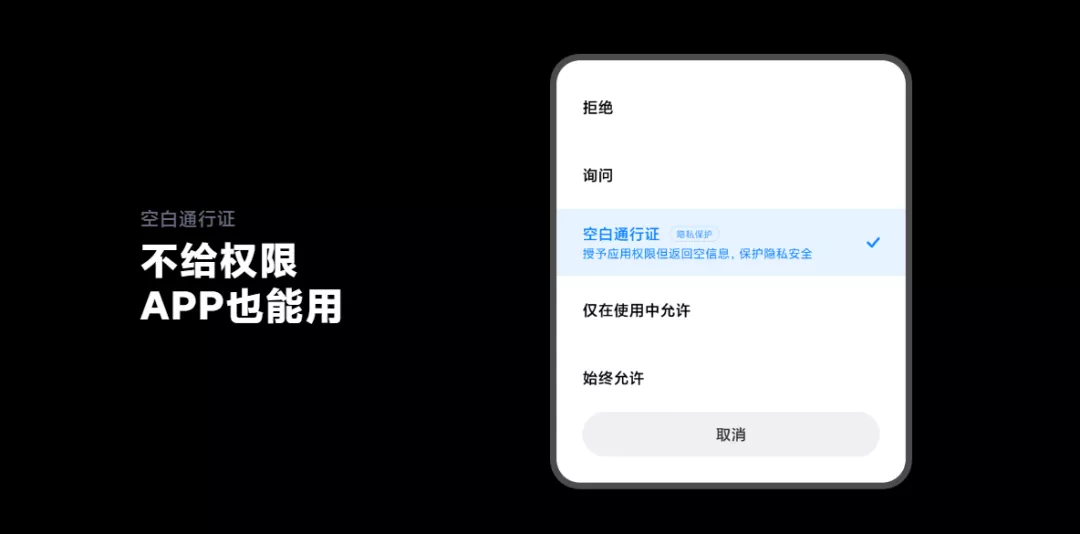 空白通行证
不给权限
APP也能用
拒绝
询问
空白通行证 隐私保护
授予应用权限但返回空信息，保护隐私安全
仅在使用中允许
始终允许
取消